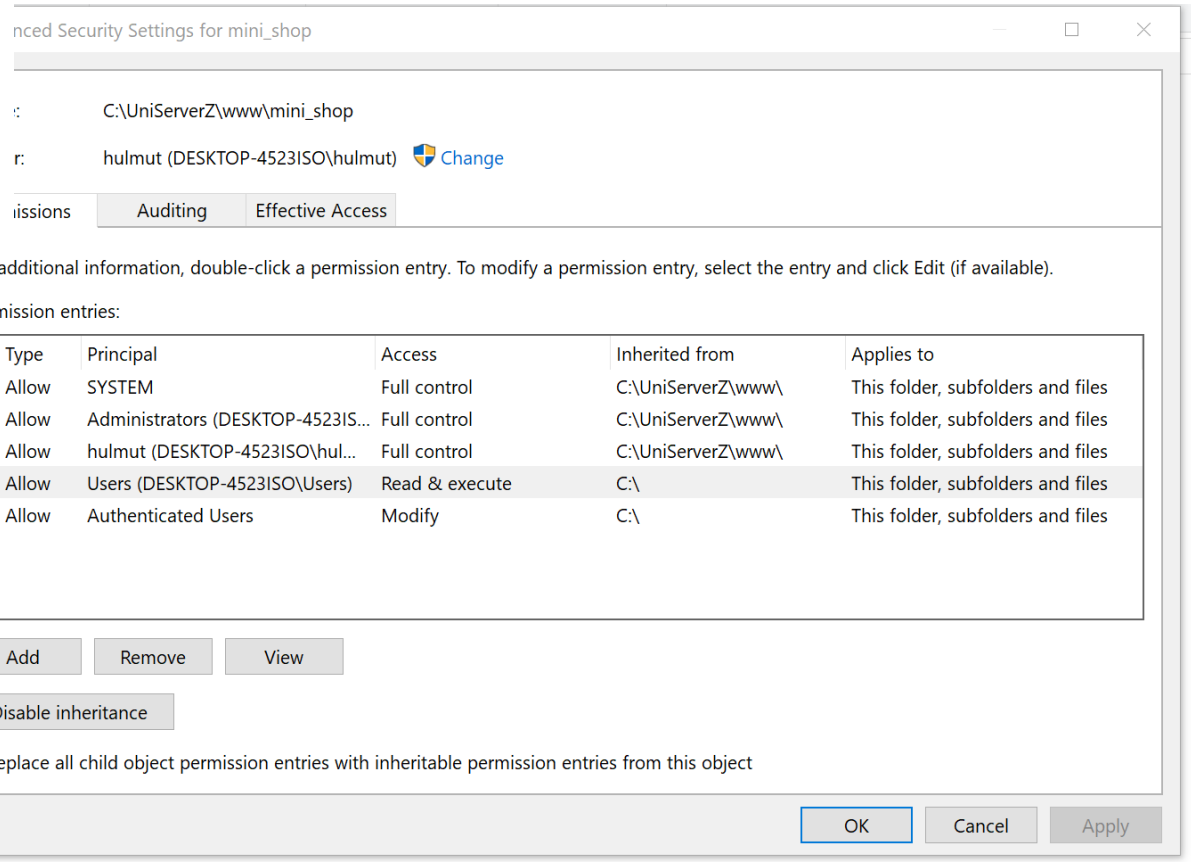 nced Security Settings for mini_shop
e: C:\UniServerZ\www\mini_shop
r: hulmut (DESKTOP-4523ISO\hulmut) Change
issions Auditing Effective Access
additional information, double-click a permission entry. To modify a permission entry, select the entry and click Edit (if available).
mission entries:
Type Principal Access Inherited from Applies to
Allow SYSTEM Full control C:\UniServerZ\www\ This folder, subfolders and files
Allow Administrators (DESKTOP-4523IS... Full control C:\UniServerZ\www\ This folder, subfolders and files
Allow hulmut (DESKTOP-4523ISO\hul... Full control C:\UniServerZ\www\ This folder, subfolders and files
Allow Users (DESKTOP-4523ISO\Users) Read & execute C:\ This folder, subfolders and files
Allow Authenticated Users Modify C:\ This folder, subfolders and files
Add Remove View
Disable inheritance
eplace all child object permission entries with inheritable permission entries from this object
OK Cancel Apply